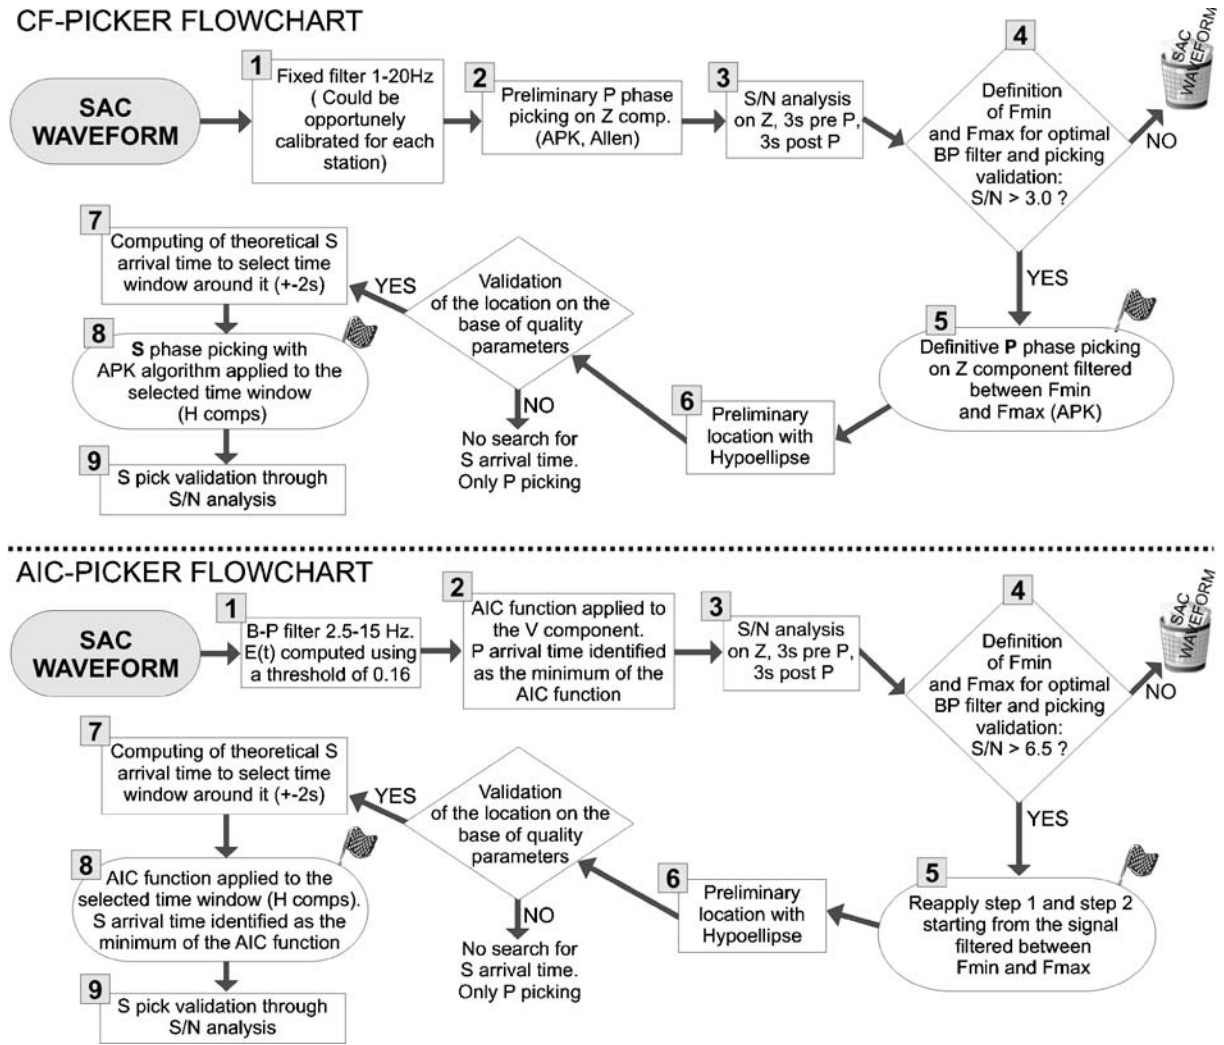 CF-PICKER FLOWCHART
SAC
WAVEFORM
1
Fixed filter 1-20Hz
( Could be
opportunely
calibrated for each
station)
2
Preliminary P phase
picking on Z comp.
(APK, Allen)
3
S/N analysis
on Z, 3s pre P,
3s post P
4
Definition
of Fmin
and Fmax for optimal
BP filter and picking
validation:
S/N > 3.0 ?
NO
SAC
WAVEFORM
YES
5
Definitive P phase picking
on Z component filtered
between Fmin
and Fmax (APK)
6
Preliminary
location with
Hypoellipse
Validation
of the location on the
base of quality
parameters
YES
NO
No search for
S arrival time.
Only P picking
7
Computing of theoretical S
arrival time to select time
window around it (+-2s)
8
S phase picking with
APK algorithm applied to the
selected time window
(H comps)
9
S pick validation through
S/N analysis
AIC-PICKER FLOWCHART
SAC
WAVEFORM
1
B-P filter 2.5-15 Hz.
E(t) computed using
a threshold of 0.16
2
AIC function applied to
the V component.
P arrival time identified
as the minimum of the
AIC function
3
S/N analysis
on Z, 3s pre P,
3s post P
4
Definition
of Fmin
and Fmax for optimal
BP filter and picking
validation:
S/N > 6.5 ?
NO
SAC
WAVEFORM
YES
5
Reapply step 1 and step 2
starting from the signal
filtered between
Fmin and Fmax
6
Preliminary
location with
Hypoellipse
Validation
of the location on the
base of quality
parameters
YES
NO
No search for
S arrival time.
Only P picking
7
Computing of theoretical S
arrival time to select time
window around it (+-2s)
8
AIC function applied to the
selected time window (H comps).
S arrival time identified as the
minimum of the AIC function
9
S pick validation through
S/N analysis